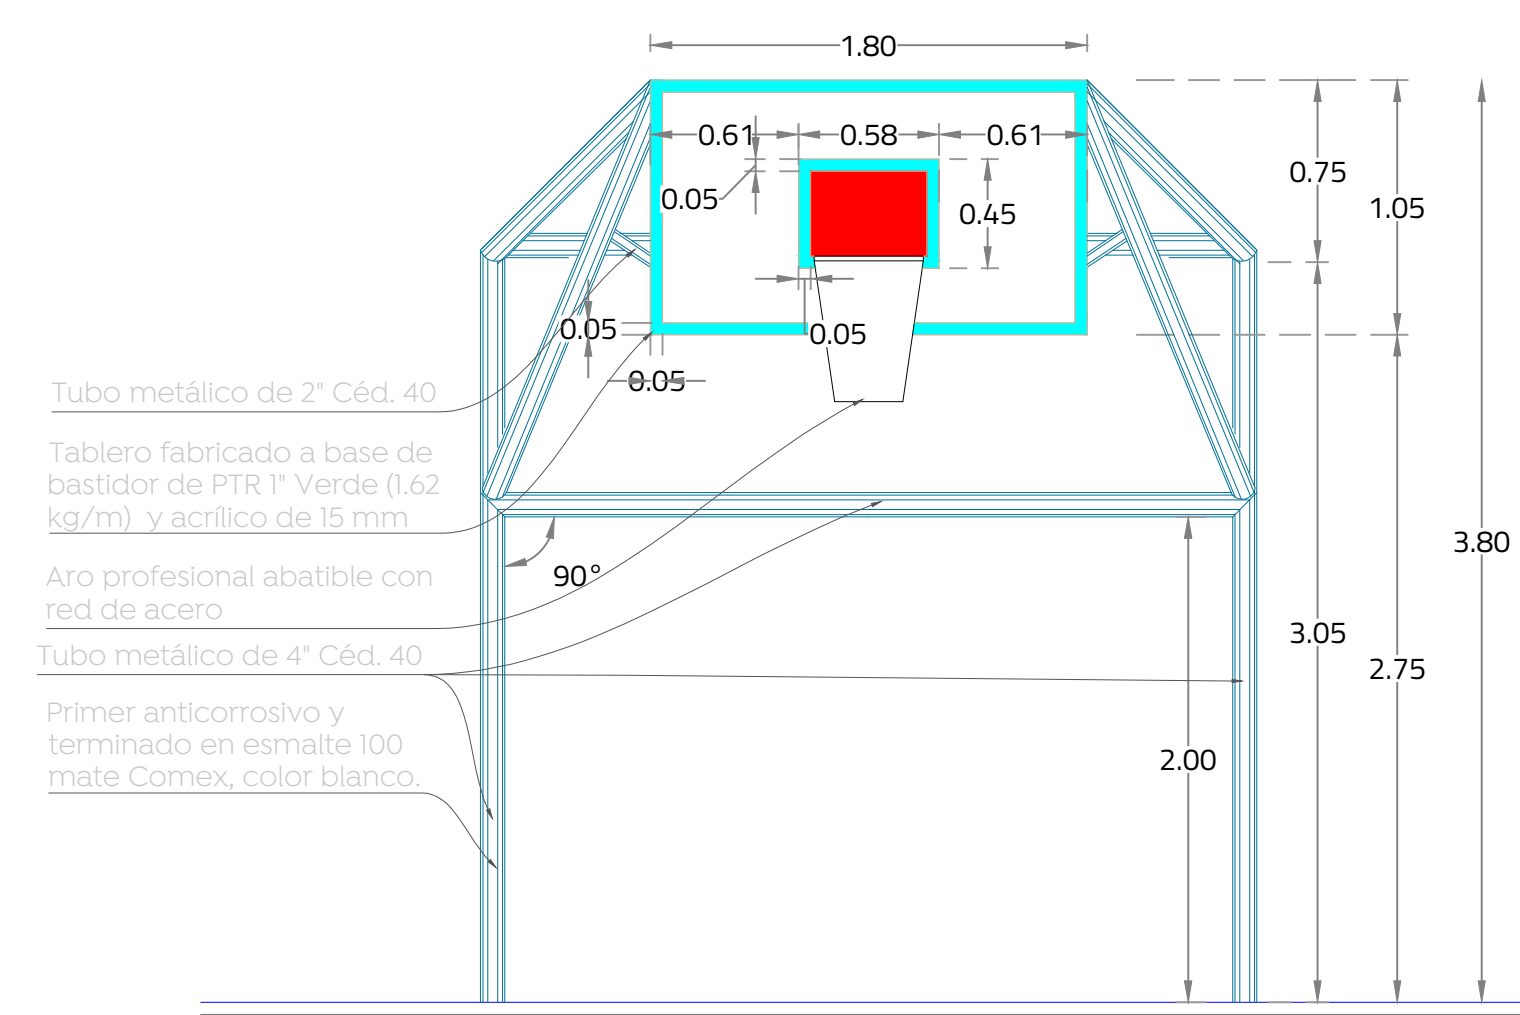 1.80
0.61
0.58
0.61
0.75
0.05
0.45
1.05
0.05
0.05
Tubo metálico de 2" Céd. 40
0.05
Tablero fabricado a base de
bastidor de PTR 1" Verde (1.62
kg/m) y acrílico de 15 mm
3.80
Aro profesional abatible con
red de acero
90°
3.05
Tubo metálico de 4" Céd. 40
2.75
Primer anticorrosivo y
terminado en esmalte 100
mate Comex, color blanco.
2.00